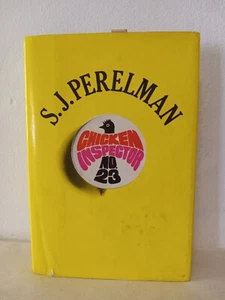 S.J. PERELMAN
CHICKEN
INSPECTOR
NO
23